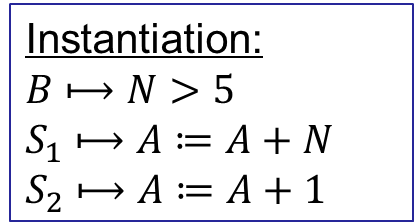 Instantiation:
B ⟼ N > 5
S₁ ⟼ A ≔ A + N
S₂ ⟼ A ≔ A + 1